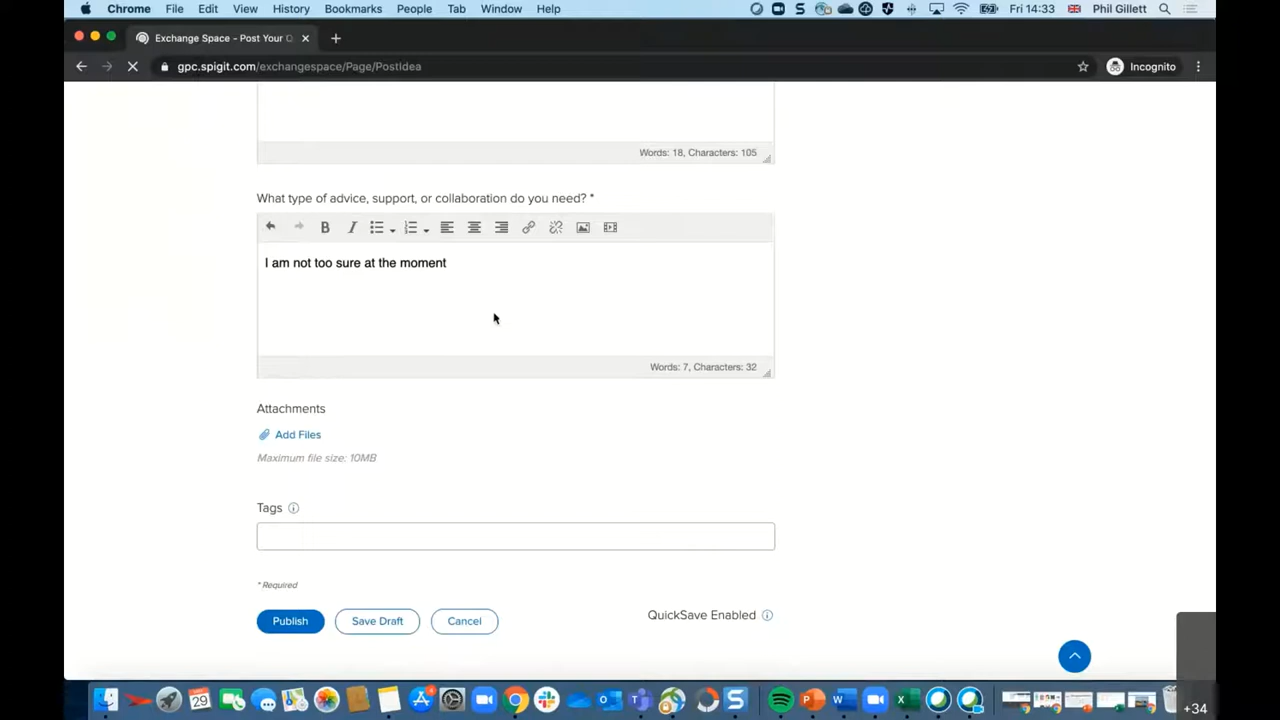 Chrome File Edit View History Bookmarks People Tab Window Help Fri 14:33 Phil Gillett
Exchange Space - Post Your
gpc.spigit.com/exchangespace/Page/PostIdea Incognito
Words: 18, Characters: 105
What type of advice, support, or collaboration do you need? *
I am not too sure at the moment
Words: 7, Characters: 32
Attachments
Add Files
Maximum file size: 10MB
Tags
* Required
Publish Save Draft Cancel QuickSave Enabled
+34